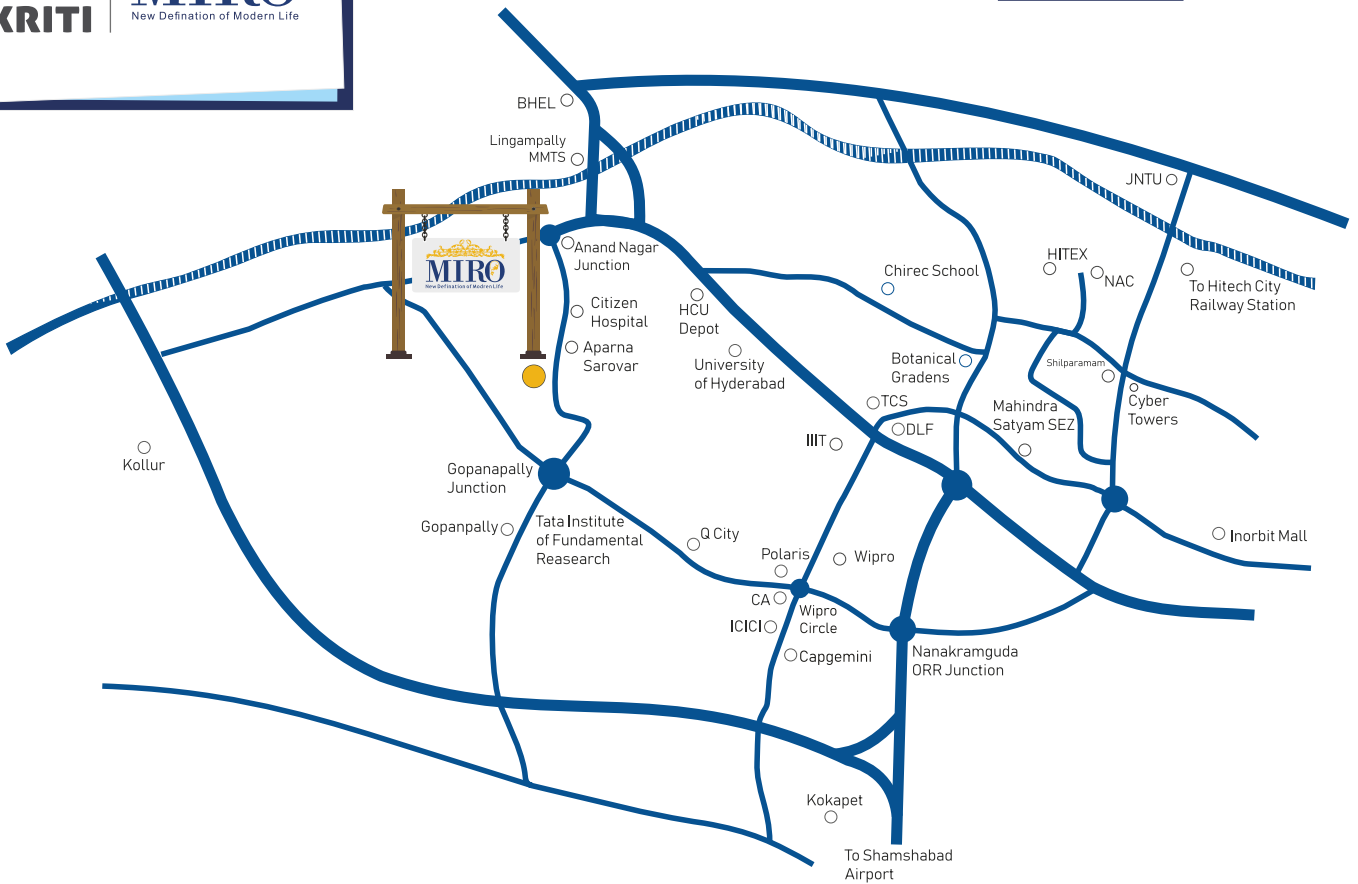 KRITI
MIRO
New Defination of Modern Life
BHEL
Lingampally
MMTS
JNTU
Anand Nagar
Junction
MIRO
New Defination of Modren Life
Chirec School
HITEX
NAC
To Hitech City
Railway Station
Citizen
Hospital
HCU
Depot
Aparna
Sarovar
University
of Hyderabad
Botanical
Gradens
Shilparamam
TCS
Mahindra
Satyam SEZ
Cyber
Towers
DLF
IIIT
Kollur
Gopanapally
Junction
Gopanpally
Tata Institute
of Fundamental
Reasearch
Q City
Inorbit Mall
Polaris
Wipro
CA
Wipro
Circle
ICICI
Capgemini
Nanakramguda
ORR Junction
Kokapet
To Shamshabad
Airport